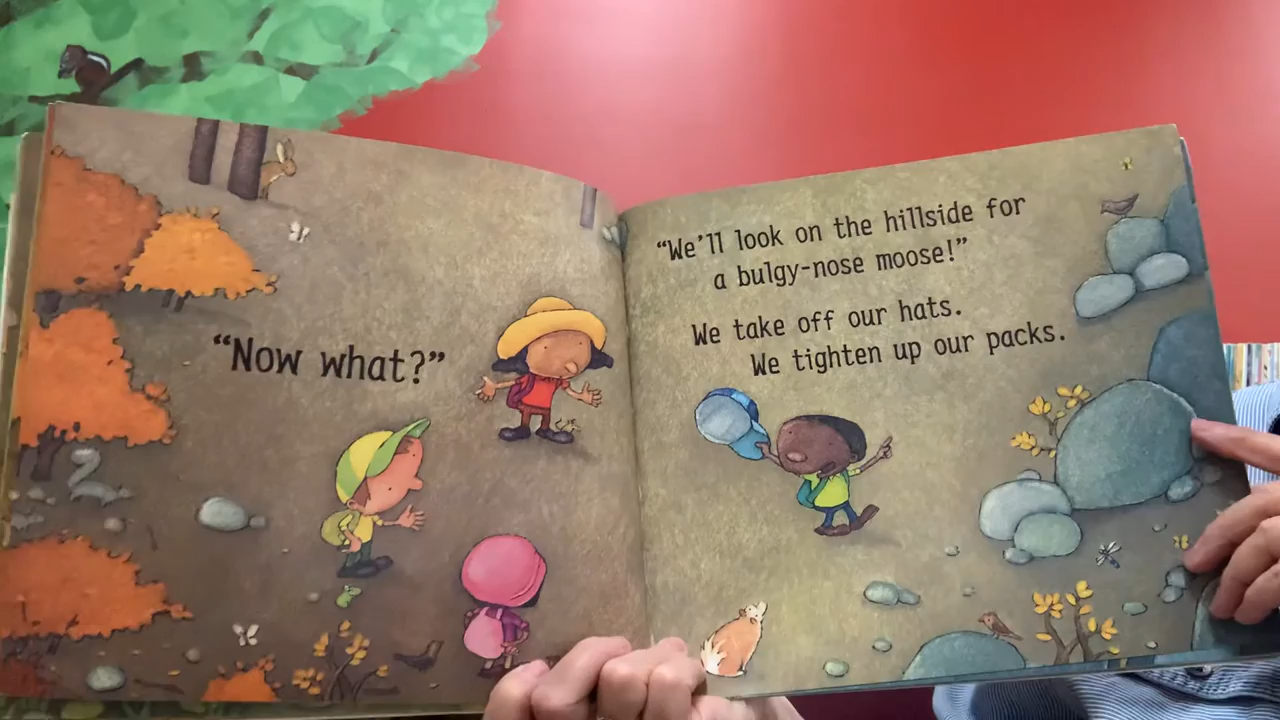 “Now what?”
“We’ll look on the hillside for
a bulgy-nose moose!”
We take off our hats.
We tighten up our packs.